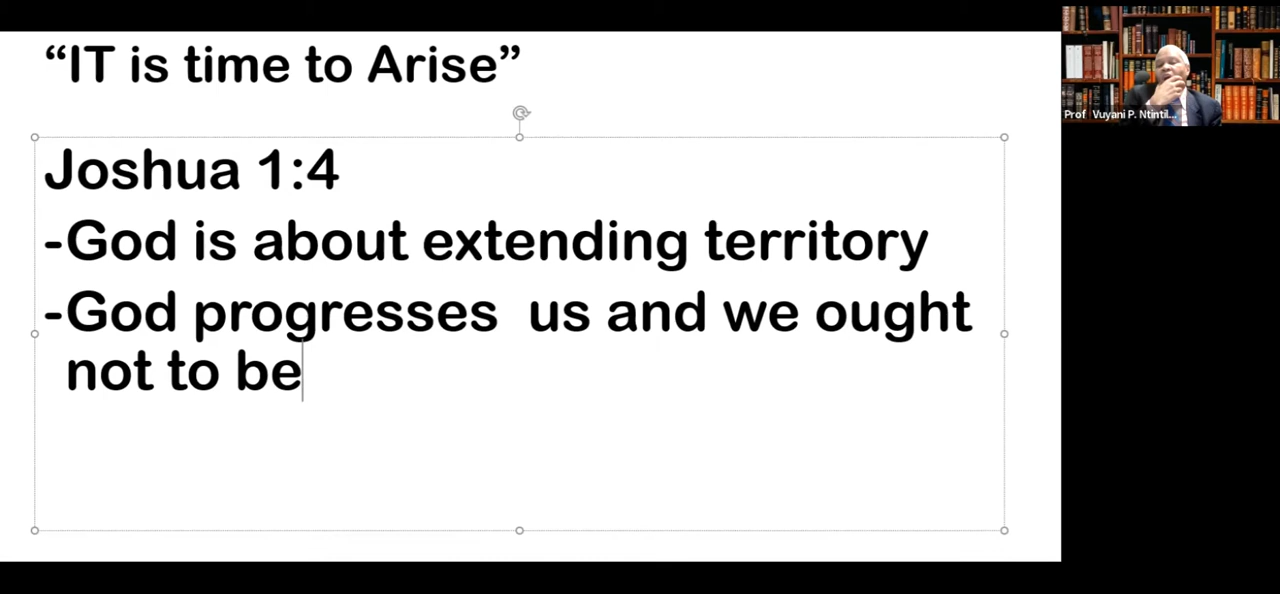 “IT is time to Arise”
Joshua 1:4
-God is about extending territory
-God progresses  us and we ought
not to be
Prof Vuyani P. Ntintil...